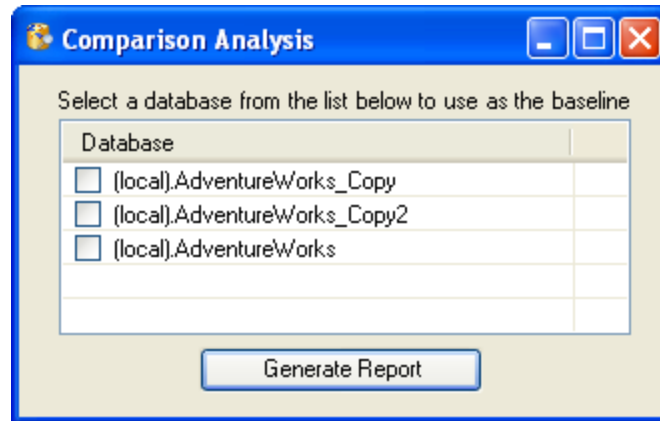 Comparison Analysis
Select a database from the list below to use as the baseline
Database
(local).AdventureWorks_Copy
(local).AdventureWorks_Copy2
(local).AdventureWorks
Generate Report